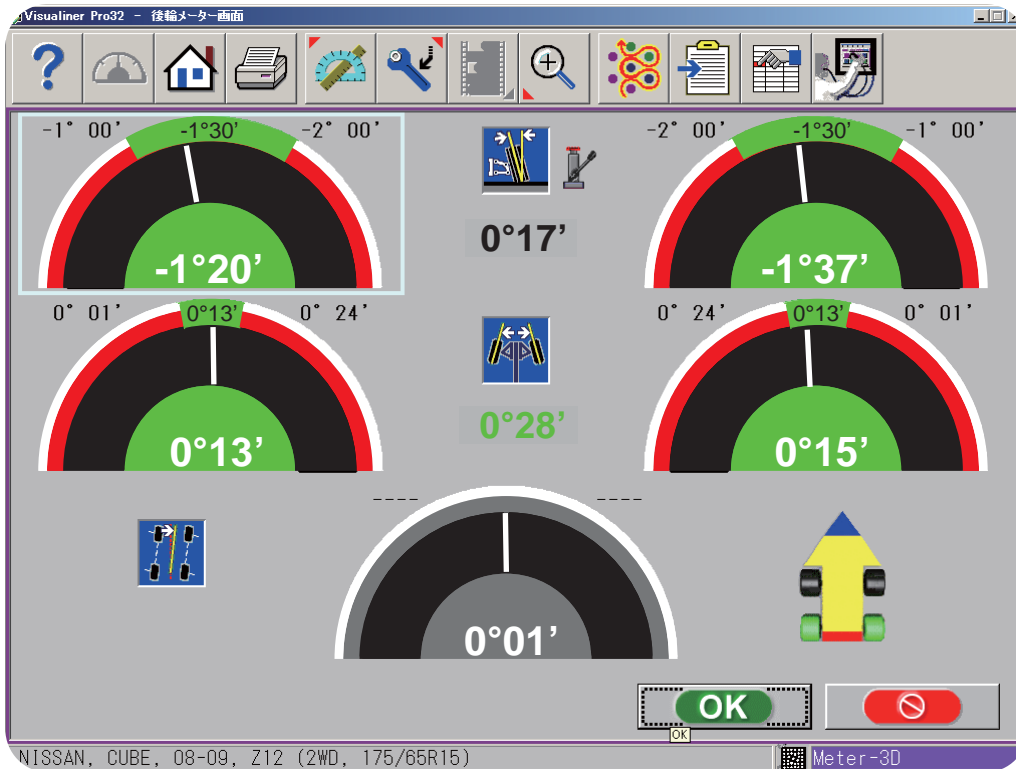 Visualiner Pro32 - 後輪メーター画面
-1° 00’ -1°30’ -2° 00’
-2° 00’ -1°30’ -1° 00’
-1°20’
0°17’
-1°37’
0° 01’ 0°13’ 0° 24’
0° 24’ 0°13’ 0° 01’
0°13’
0°28’
0°15’
---- ----
0°01’
OK
OK
NISSAN, CUBE, 08-09, Z12 (2WD, 175/65R15)
Meter-3D